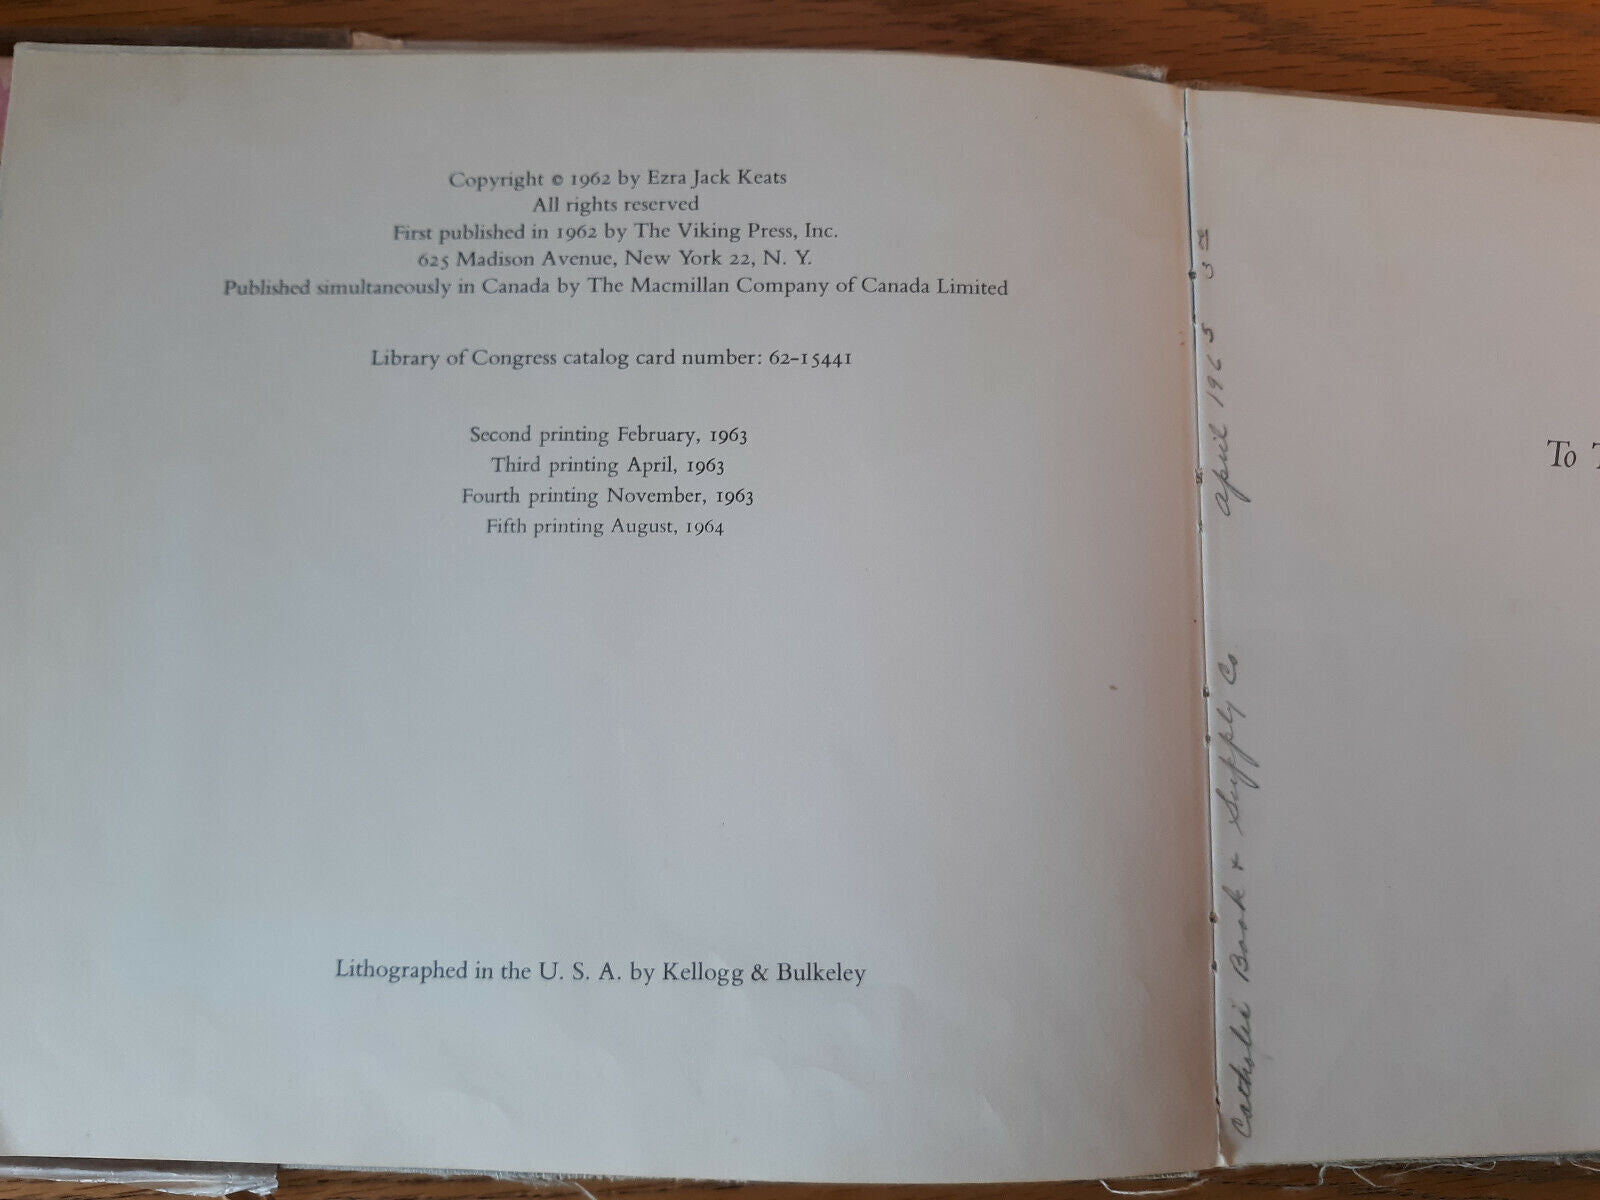 Copyright © 1962 by Ezra Jack Keats
All rights reserved
First published in 1962 by The Viking Press, Inc.
625 Madison Avenue, New York 22, N. Y.
Published simultaneously in Canada by The Macmillan Company of Canada Limited
Library of Congress catalog card number: 62-15441
Second printing February, 1963
Third printing April, 1963
Fourth printing November, 1963
Fifth printing August, 1964
Lithographed in the U. S. A. by Kellogg & Bulkeley
Catholic Book + Supply Co April 1965
To